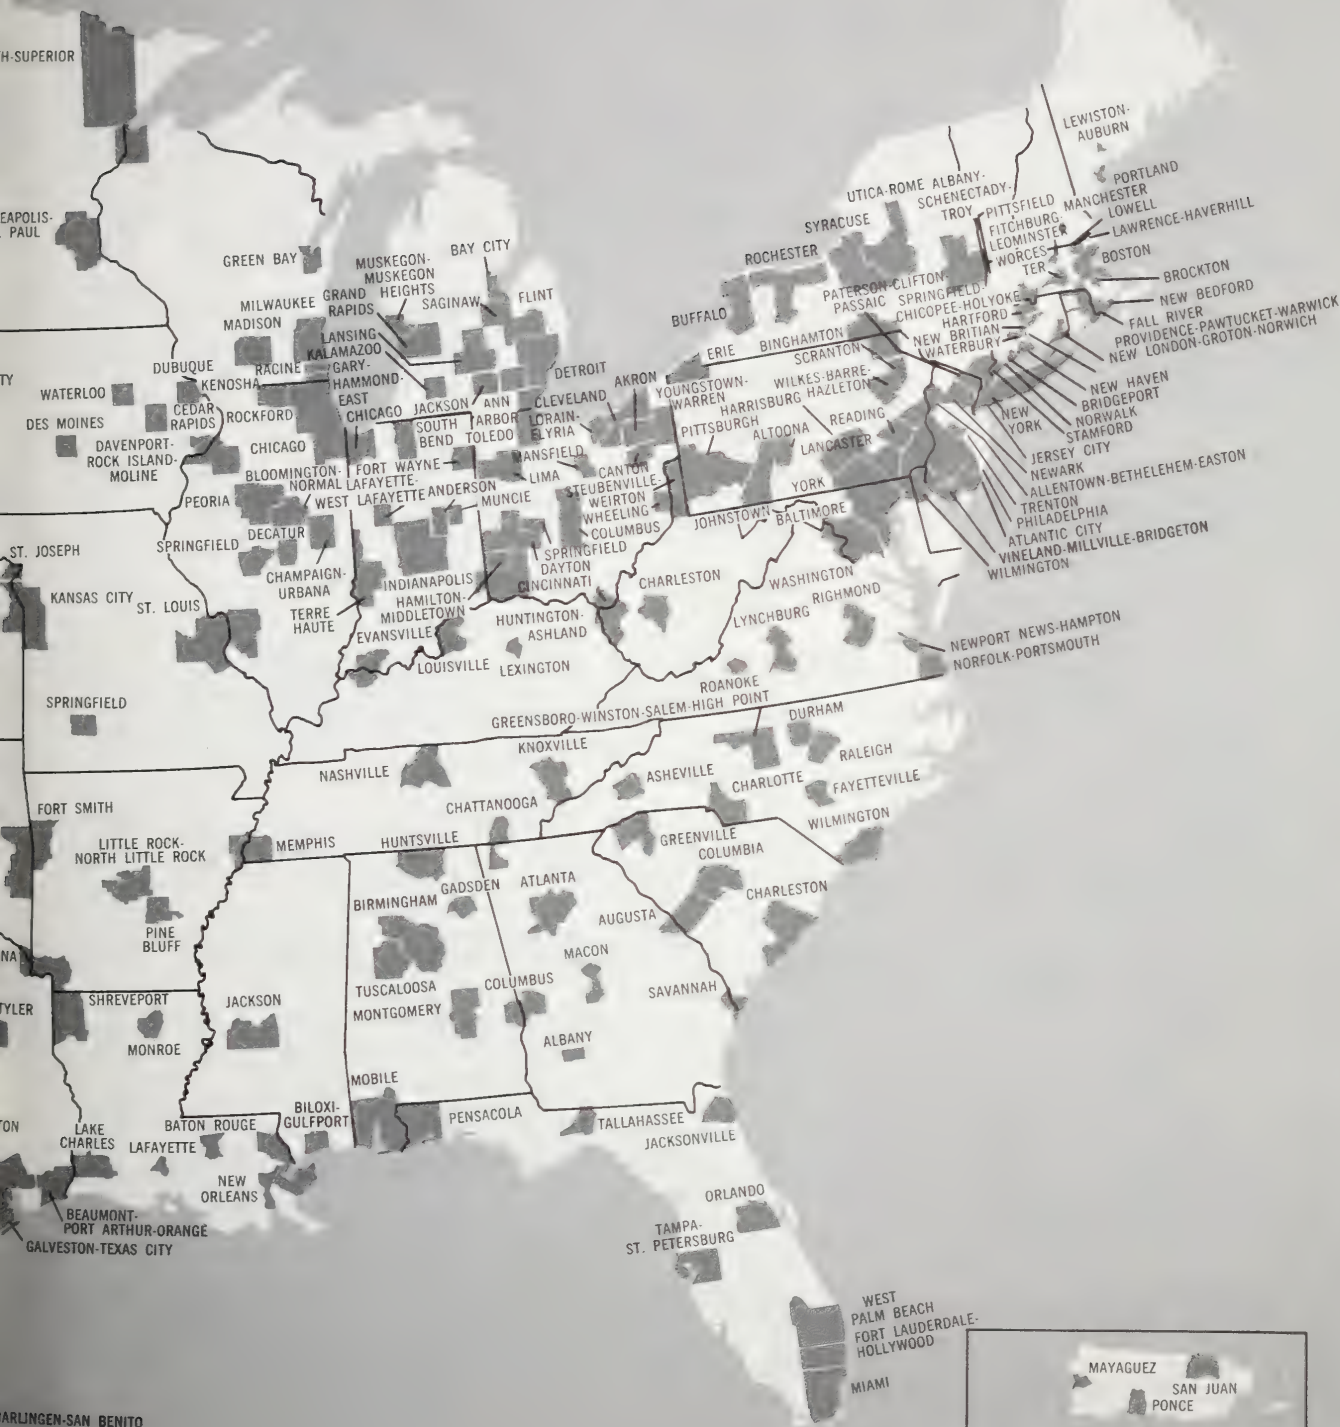 H-SUPERIOR
LEWISTON-
AUBURN
PORTLAND
UTICA-ROME
ALBANY-
SCHENECTADY-
TROY
PITTSFIELD
MANCHESTER
FITCHBURG-
LEOMINSTER
LOWELL
LAWRENCE-HAVERHILL
SYRACUSE
WORCES
TER
BOSTON
ROCHESTER
BROCKTON
EAPOLIS-
PAUL
GREEN BAY
MUSKEGON-
MUSKEGON
HEIGHTS
BAY CITY
PATERSON-CLIFTON-
PASSAIC
SPRINGFIELD-
CHICOPEE-HOLYOKE
NEW BEDFORD
FALL RIVER
PROVIDENCE-PAWTUCKET-WARWICK
NEW LONDON-GROTON-NORWICH
MILWAUKEE
GRAND
RAPIDS
SAGINAW
FLINT
BUFFALO
HARTFORD
NEW BRITIAN
WATERBURY
MADISON
LANSING
KALAMAZOO
ERIE
BINGHAMTON
SCRANTON
DUBUQUE
RACINE
GARY-
HAMMOND-
EAST
CHICAGO
DETROIT
TY
WATERLOO
KENOSHA
AKRON
YOUNGSTOWN-
WARREN
WILKES-BARRE-
HAZLETON
NEW HAVEN
BRIDGEPORT
NORWALK
STAMFORD
NEW
YORK
DES MOINES
CEDAR
RAPIDS
ROCKFORD
JACKSON
ANN
ARBOR
CLEVELAND
LORAIN-
ELYRIA
HARRISBURG
PITTSBURGH
ALTOONA
READING
LANCASTER
JERSEY CITY
NEWARK
ALLENTOWN-BETHELEHEM-EASTON
TRENTON
PHILADELPHIA
ATLANTIC CITY
VINELAND-MILLVILLE-BRIDGETON
WILMINGTON
DAVENPORT-
ROCK ISLAND-
MOLINE
CHICAGO
SOUTH
BEND
TOLEDO
BLOOMINGTON-
NORMAL
FORT WAYNE
LAFAYETTE-
WEST LAFAYETTE
MANSFIELD
LIMA
CANTON
STEUBENVILLE
WEIRTON
WHEELING
YORK
PEORIA
ANDERSON
MUNCIE
COLUMBUS
JOHNSTOWN
BALTIMORE
ST. JOSEPH
SPRINGFIELD
DECATUR
SPRINGFIELD
DAYTON
CINCINNATI
CHAMPAIGN-
URBANA
INDIANAPOLIS
HAMILTON-
MIDDLETOWN
CHARLESTON
WASHINGTON
KANSAS CITY
ST. LOUIS
TERRE
HAUTE
EVANSVILLE
HUNTINGTON-
ASHLAND
LYNCHBURG
RICHMOND
LOUISVILLE
LEXINGTON
NEWPORT NEWS-HAMPTON
NORFOLK-PORTSMOUTH
SPRINGFIELD
ROANOKE
GREENSBORO-WINSTON-SALEM-HIGH POINT
DURHAM
NASHVILLE
KNOXVILLE
ASHEVILLE
RALEIGH
CHARLOTTE
FAYETTEVILLE
FORT SMITH
CHATTANOOGA
WILMINGTON
LITTLE ROCK-
NORTH LITTLE ROCK
MEMPHIS
HUNTSVILLE
GREENVILLE
COLUMBIA
GADSDEN
ATLANTA
CHARLESTON
BIRMINGHAM
AUGUSTA
PINE
BLUFF
MACON
NA
TUSCALOOSA
COLUMBUS
SAVANNAH
TYLER
SHREVEPORT
JACKSON
MONTGOMERY
MONROE
ALBANY
MOBILE
TON
LAKE
CHARLES
BATON ROUGE
BILOXI-
GULFPORT
PENSACOLA
TALLAHASSEE
LAFAYETTE
JACKSONVILLE
NEW
ORLEANS
ORLANDO
BEAUMONT-
PORT ARTHUR-ORANGE
GALVESTON-TEXAS CITY
TAMPA-
ST. PETERSBURG
WEST
PALM BEACH
FORT LAUDERDALE-
HOLLYWOOD
MIAMI
MAYAGUEZ
SAN JUAN
PONCE
ARLINGEN-SAN BENITO